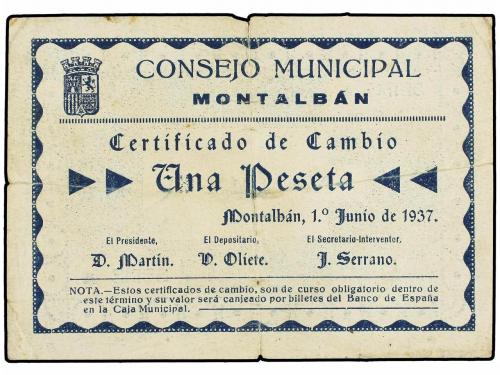 CONSEJO MUNICIPAL
MONTALBÁN
Certificado de Cambio
Una Peseta
Montalbán, 1.º Junio de 1937.
El Presidente, El Depositario, El Secretario-Interventor,
D. Martín. V. Oliete. J. Serrano.
NOTA.-Estos certificados de cambio, son de curso obligatorio dentro de
este término y su valor será canjeado por billetes del Banco de España
en la Caja Municipal.